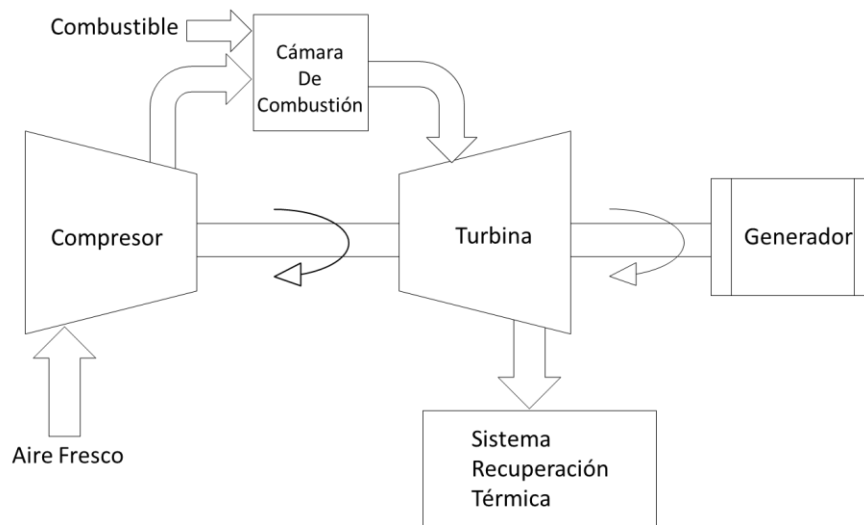 Combustible
Cámara
De
Combustión
Compresor
Turbina
Generador
Aire Fresco
Sistema
Recuperación
Térmica